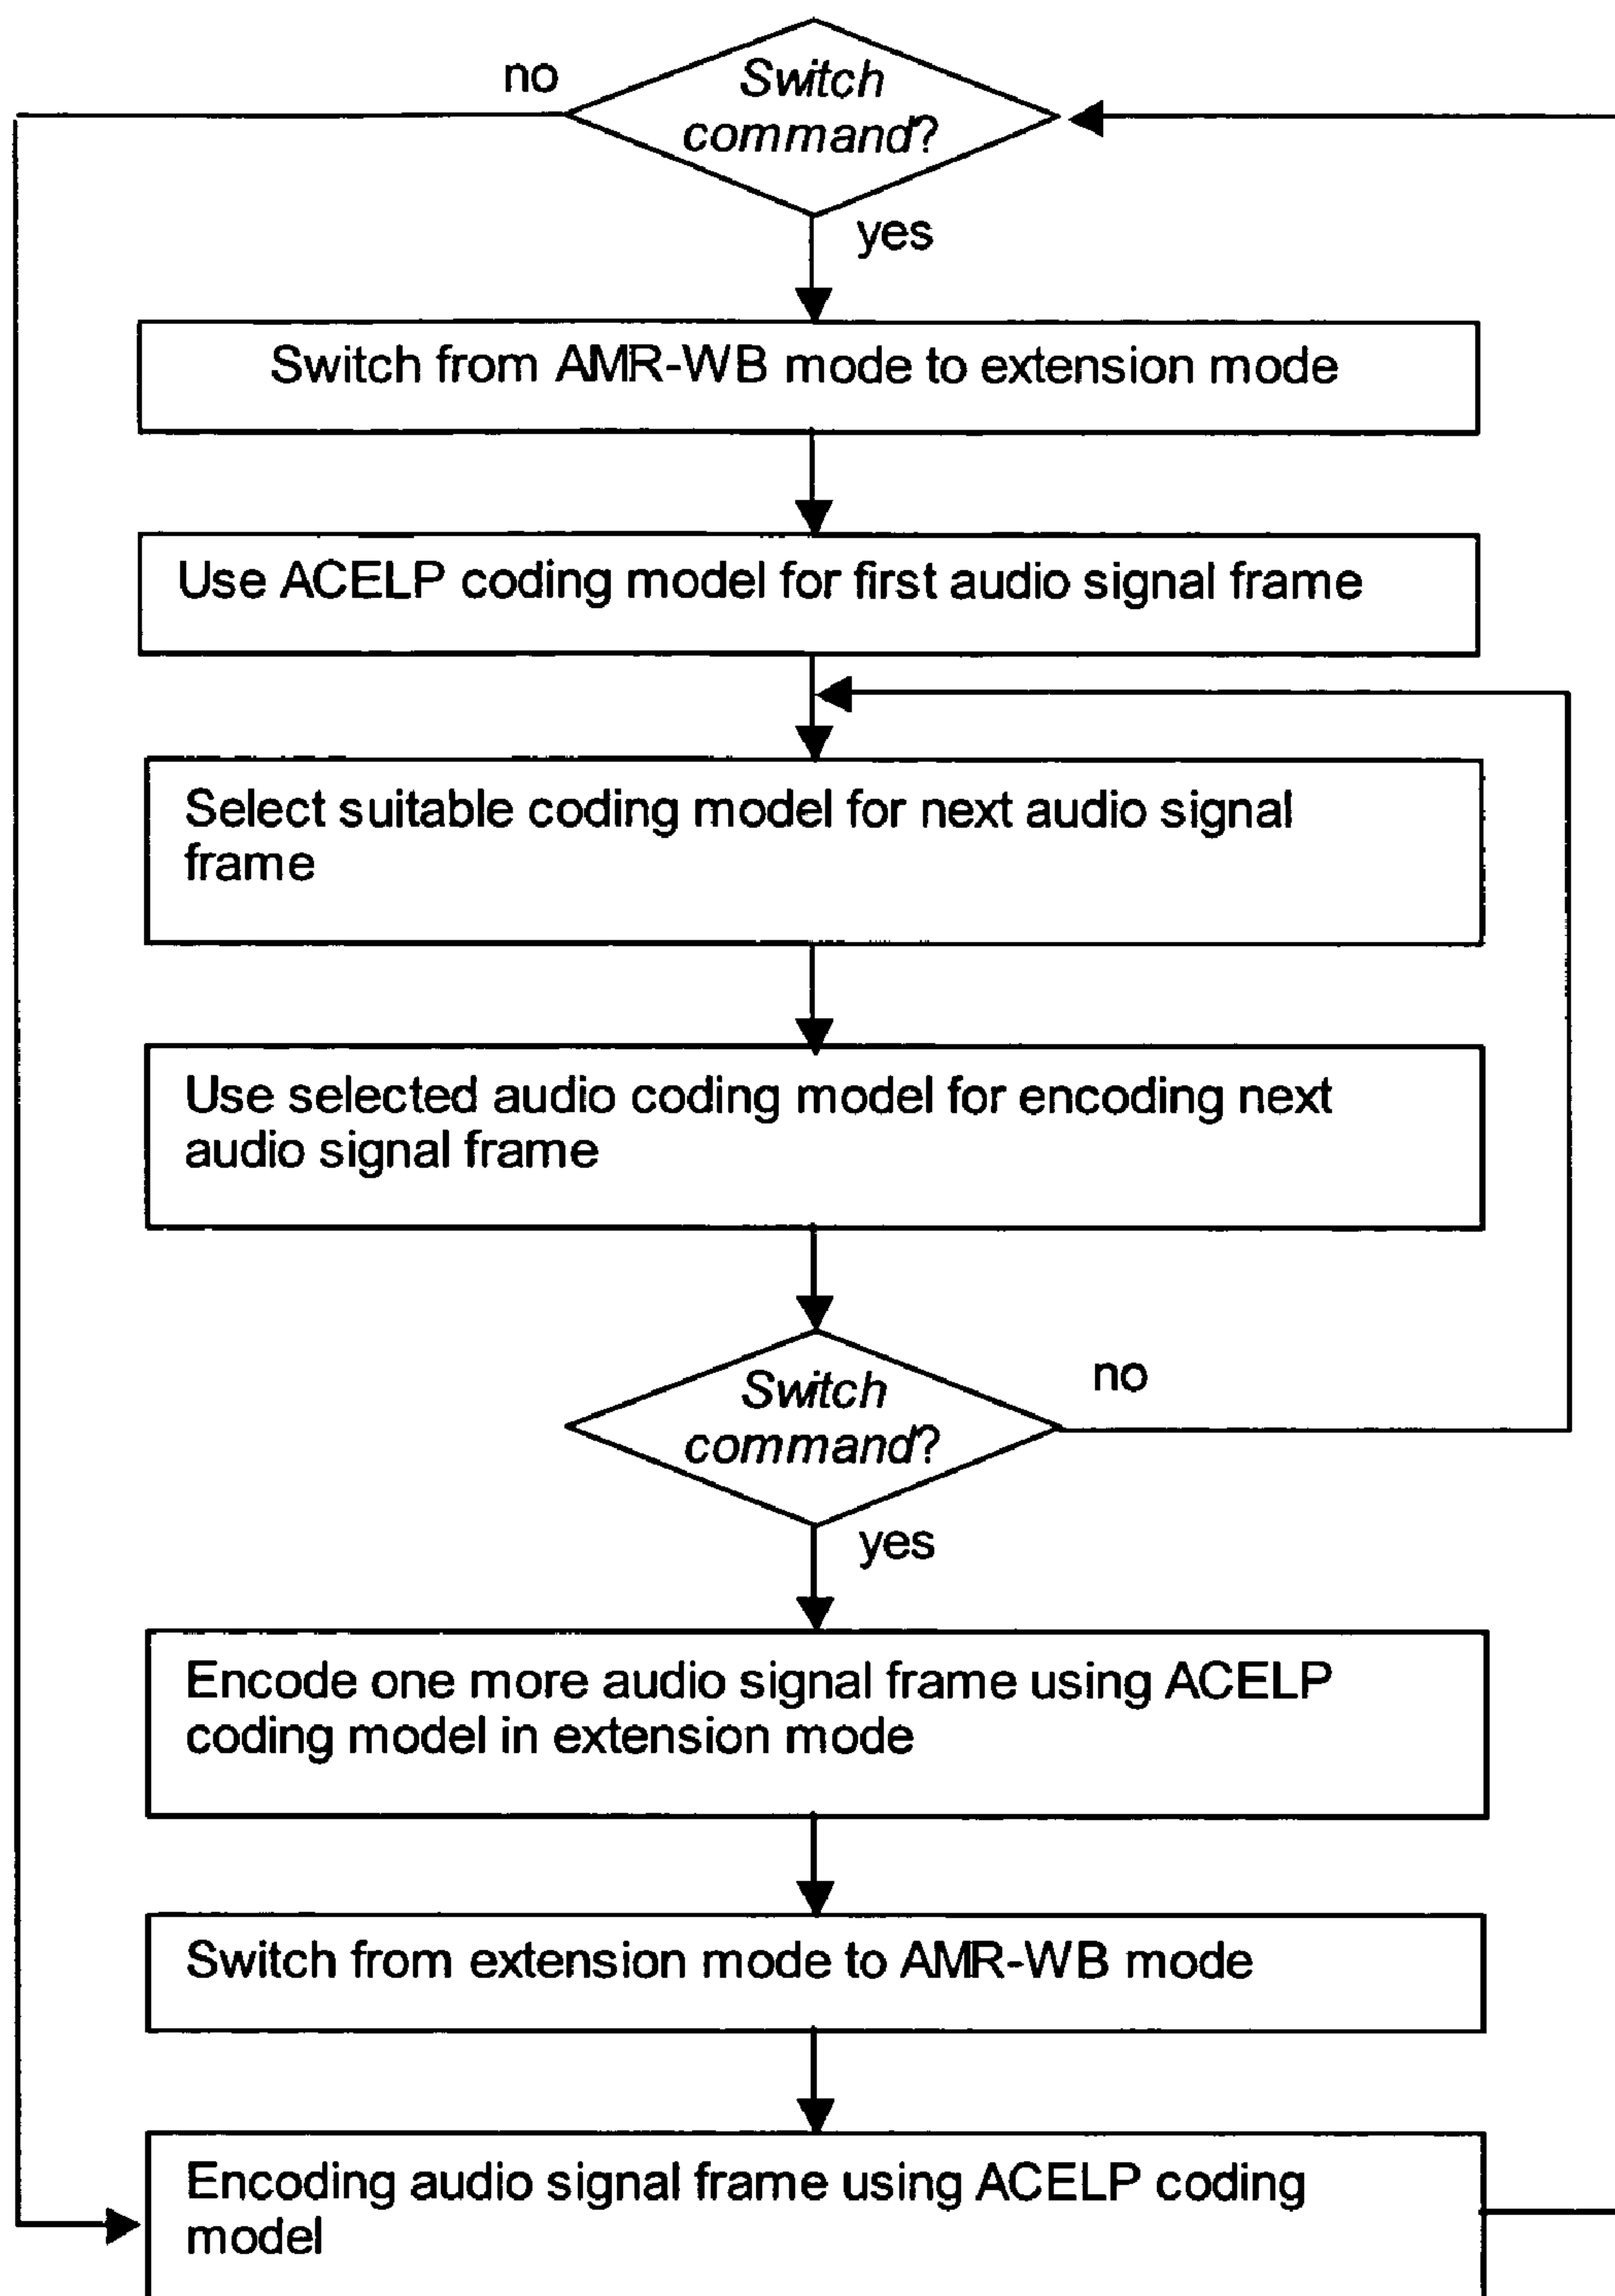 no
Switch
command?
yes
Switch from AMR-WB mode to extension mode
Use ACELP coding model for first audio signal frame
Select suitable coding model for next audio signal
frame
Use selected audio coding model for encoding next
audio signal frame
Switch
command?
no
yes
Encode one more audio signal frame using ACELP
coding model in extension mode
Switch from extension mode to AMR-WB mode
Encoding audio signal frame using ACELP coding
model